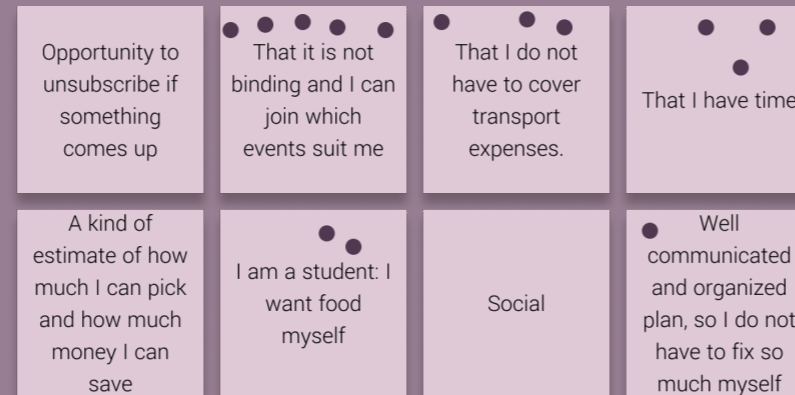 Opportunity to
unsubscribe if
something
comes up
That it is not
binding and I can
join which
events suit me
That I do not
have to cover
transport
expenses.
That I have time
A kind of
estimate of how
much I can pick
and how much
money I can
save
I am a student: I
want food
myself
Social
Well
communicated
and organized
plan, so I do not
have to fix so
much myself